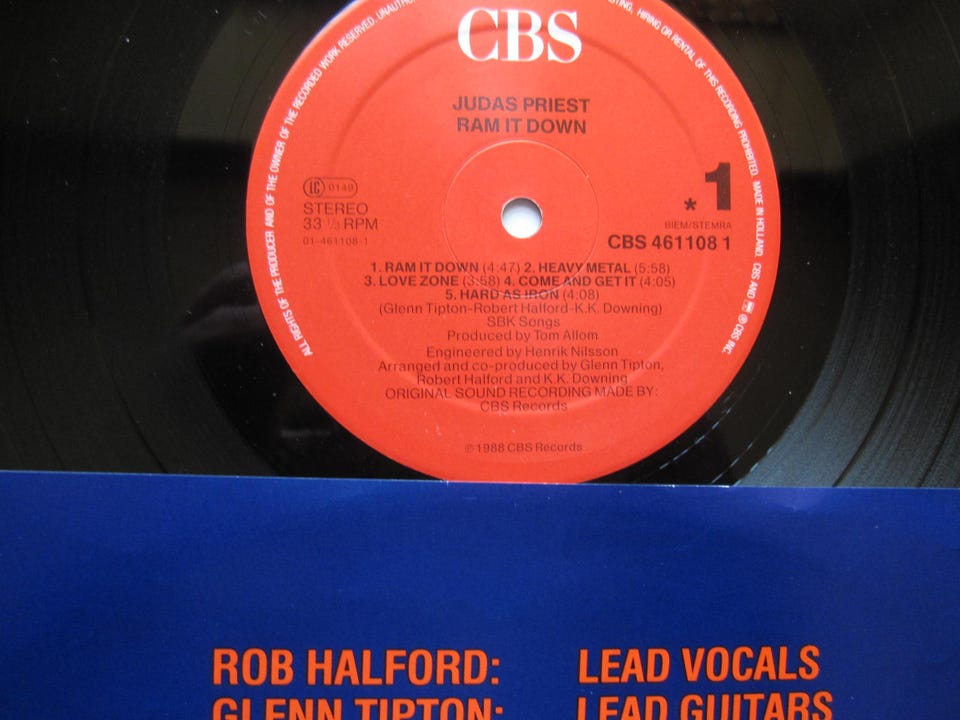 CBS
JUDAS PRIEST
RAM IT DOWN
LC 0149
STEREO
33 1/3 RPM
01-461108-1
1
*
BIEM/STEMRA
CBS 461108 1
1. RAM IT DOWN (4:47) 2. HEAVY METAL (5:58)
3. LOVE ZONE (3:58) 4. COME AND GET IT (4:05)
5. HARD AS IRON (4:08)
(Glenn Tipton-Robert Halford-K.K. Downing)
SBK Songs
Produced by Tom Allom
Engineered by Henrik Nilsson
Arranged and co-produced by Glenn Tipton,
Robert Halford and K.K. Downing
ORIGINAL SOUND RECORDING MADE BY:
CBS Records
℗ 1988 CBS Records
ALL RIGHTS OF THE PRODUCER AND OF THE OWNER OF THE RECORDED WORK RESERVED. HIRING OR RENTAL OF THIS RECORDING PROHIBITED. MADE IN HOLLAND. CBS AND ® CBS INC.
ROB HALFORD: LEAD VOCALS
GLENN TIPTON: LEAD GUITARS